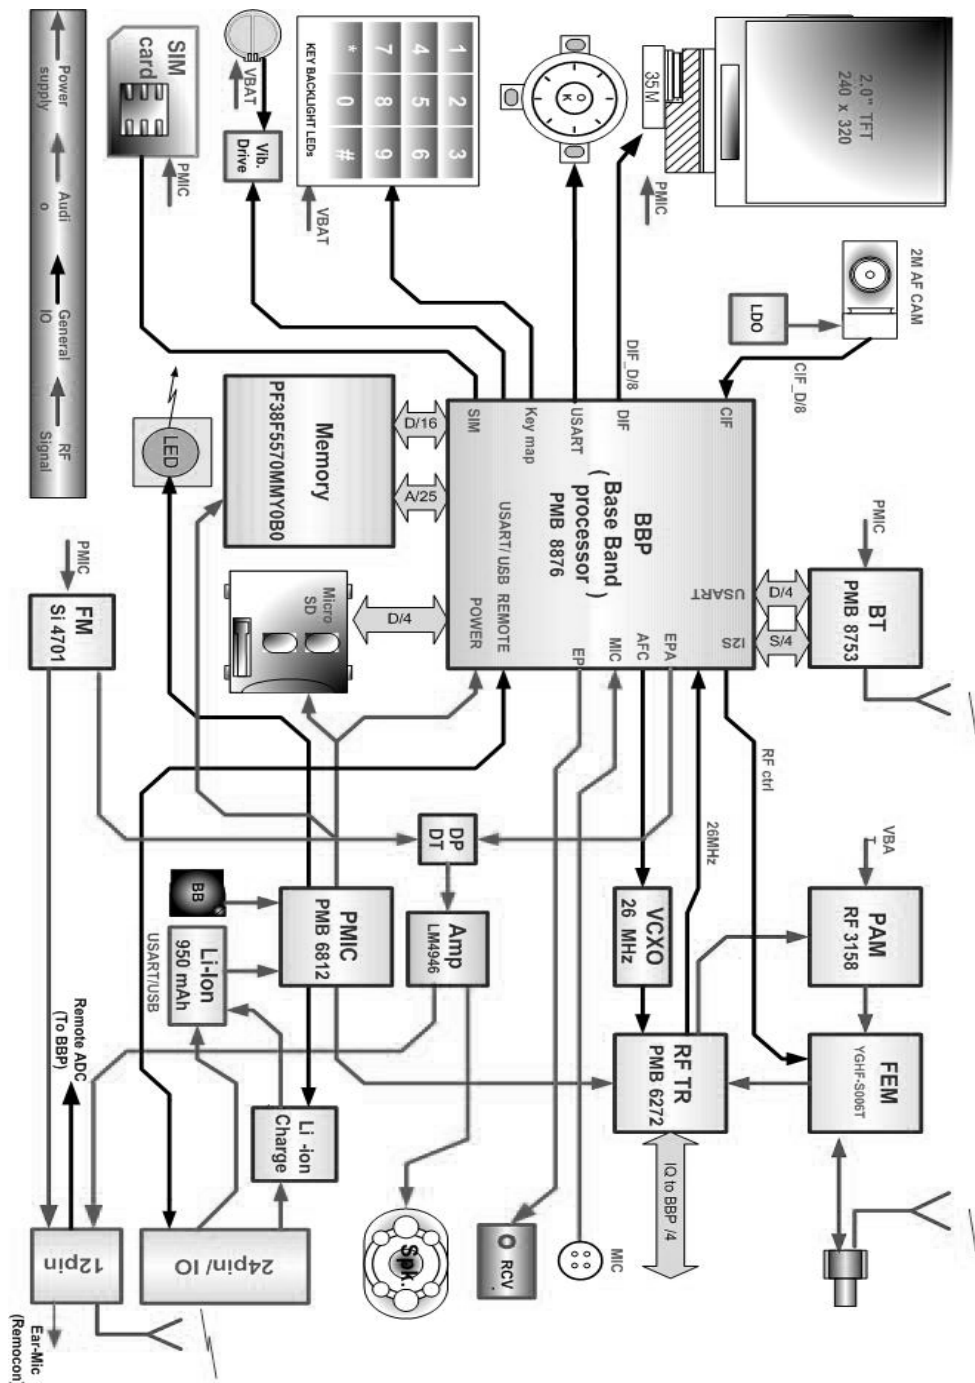 2.0" TFT
240 x 320
35 M
PMIC
2M AF CAM
LDO
CIF_D/8
DIF_D/8
O
K
1 2 3
4 5 6
7 8 9
* 0 #
KEY BACKLIGHT LEDs
VBAT
VBAT
Vib.
Drive
SIM
card
PMIC
Power
supply
Audi
o
General
IO
RF
Signal
LED
Memory
PF38F5570MMY0B0
D/16
A/25
Micro
SD
D/4
CIF
DIF
USART
Key map
SIM
BBP
( Base Band
processor )
PMB 8876
USART/ USB REMOTE
POWER
USART
I2S
EPA
AFC
MIC
EP
PMIC
BT
PMB 8753
D/4
S/4
PMIC
FM
Si 4701
RF ctrl
26MHz
VBA
T
PAM
RF 3158
FEM
YGHF-S006T
VCXO
26 MHz
RF TR
PMB 6272
IQ to BBP /4
DP
DT
Amp
LM4946
PMIC
PMB 6812
BB
Li-Ion
950 mAh
USART/USB
Li -ion
Charge
Remote ADC
(To BBP)
12pin
24pin/ IO
Spk.
RCV
MIC
Ear-Mic
(Remocon)